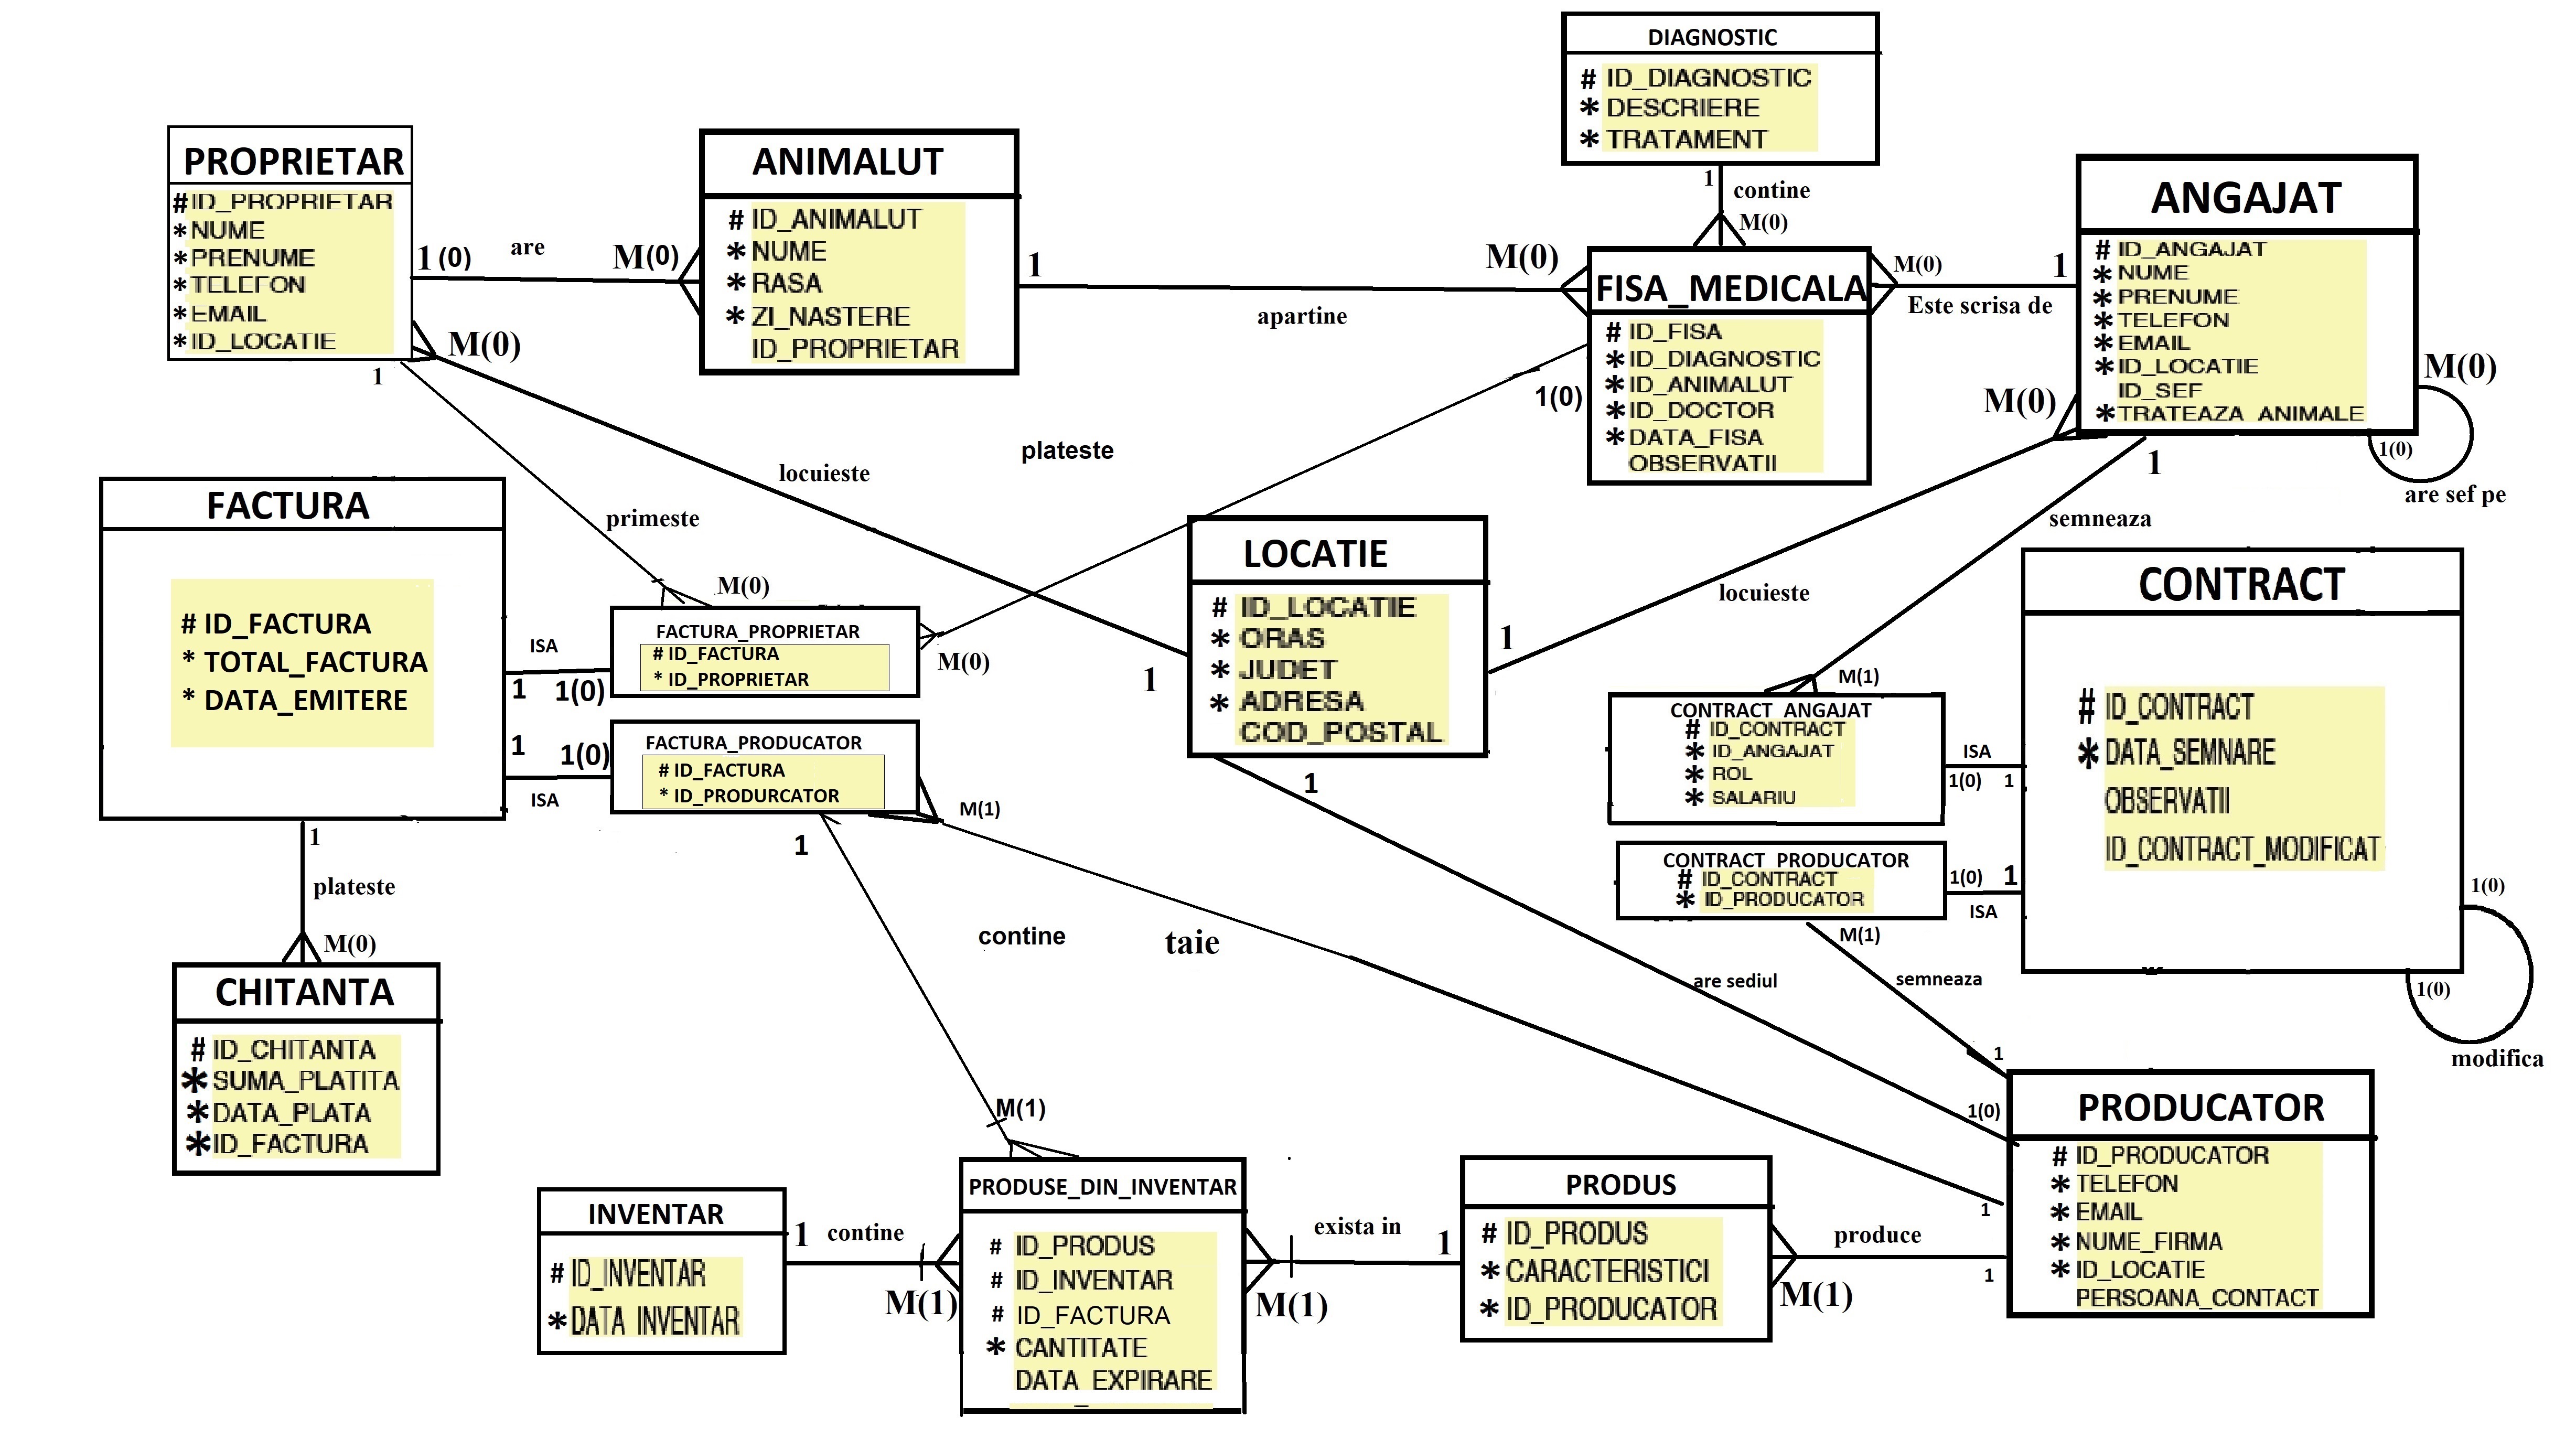 DIAGNOSTIC
# ID_DIAGNOSTIC
* DESCRIERE
* TRATAMENT
1
contine
M(0)
PROPRIETAR
# ID_PROPRIETAR
* NUME
* PRENUME
* TELEFON
* EMAIL
* ID_LOCATIE
1 (0)
are
M(0)
ANIMALUT
# ID_ANIMALUT
* NUME
* RASA
* ZI_NASTERE
ID_PROPRIETAR
1
apartine
M(0)
FISA_MEDICALA
# ID_FISA
* ID_DIAGNOSTIC
* ID_ANIMALUT
* ID_DOCTOR
* DATA_FISA
OBSERVATII
M(0)
Este scrisa de
1
ANGAJAT
# ID_ANGAJAT
* NUME
* PRENUME
* TELEFON
* EMAIL
* ID_LOCATIE
ID_SEF
* TRATEAZA_ANIMALE
M(0)
1(0)
are sef pe
M(0)
1
M(0)
1
1(0)
plateste
locuieste
primeste
semneaza
locuieste
FACTURA
# ID_FACTURA
* TOTAL_FACTURA
* DATA_EMITERE
ISA
1
1(0)
M(0)
FACTURA_PROPRIETAR
# ID_FACTURA
* ID_PROPRIETAR
M(0)
1
1(0)
ISA
FACTURA_PRODUCATOR
# ID_FACTURA
* ID_PRODURCATOR
M(1)
1
LOCATIE
# ID_LOCATIE
* ORAS
* JUDET
* ADRESA
COD_POSTAL
1
1
1
CONTRACT
# ID_CONTRACT
* DATA_SEMNARE
OBSERVATII
ID_CONTRACT_MODIFICAT
M(1)
CONTRACT_ANGAJAT
# ID_CONTRACT
* ID_ANGAJAT
* ROL
* SALARIU
ISA
1(0)
1
CONTRACT_PRODUCATOR
# ID_CONTRACT
* ID_PRODUCATOR
1(0)
1
ISA
M(1)
1(0)
1(0)
modifica
1
plateste
M(0)
CHITANTA
# ID_CHITANTA
* SUMA_PLATITA
* DATA_PLATA
* ID_FACTURA
contine
taie
are sediul
semneaza
1
1(0)
1
M(1)
INVENTAR
# ID_INVENTAR
* DATA_INVENTAR
1
contine
M(1)
PRODUSE_DIN_INVENTAR
# ID_PRODUS
# ID_INVENTAR
# ID_FACTURA
* CANTITATE
DATA_EXPIRARE
exista in
M(1)
1
PRODUS
# ID_PRODUS
* CARACTERISTICI
* ID_PRODUCATOR
produce
M(1)
1
PRODUCATOR
# ID_PRODUCATOR
* TELEFON
* EMAIL
* NUME_FIRMA
* ID_LOCATIE
PERSOANA_CONTACT